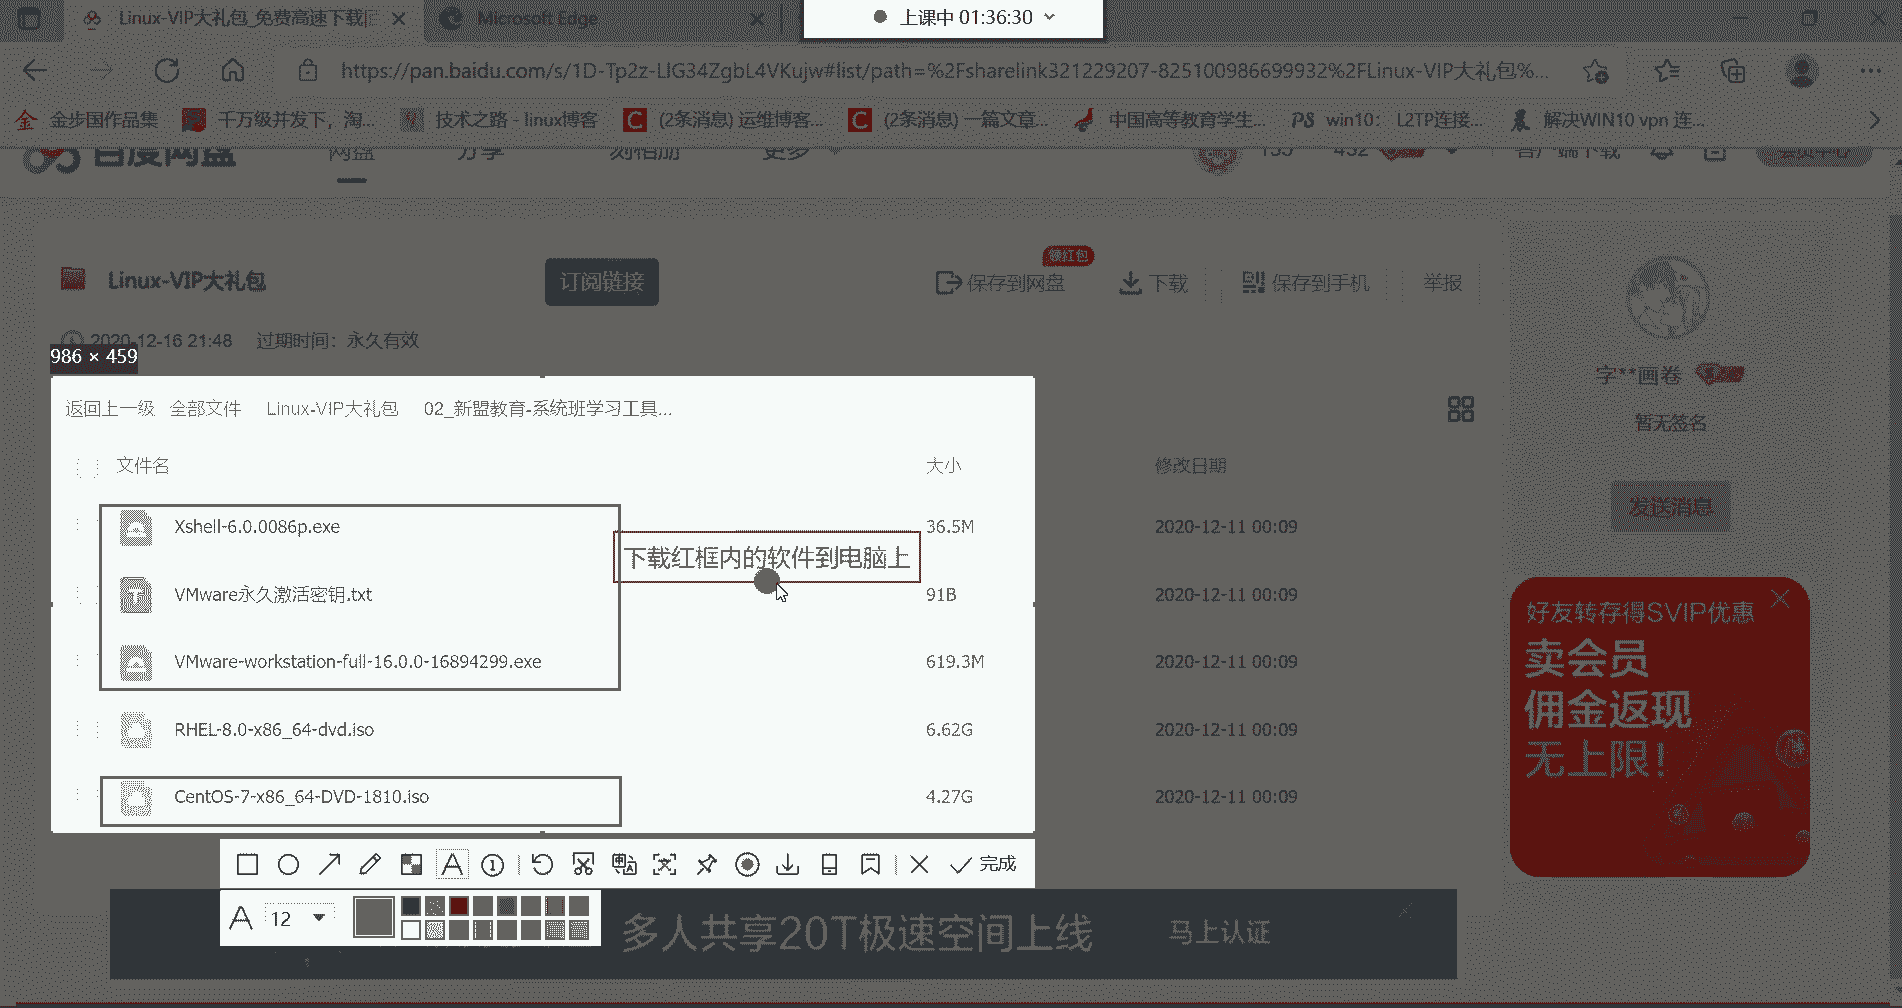 Linux-VIP大礼包_免费高速下载|
Microsoft Edge
上课中 01:36:30
https://pan.baidu.com/s/1D-Tp2z-LlG34ZgbL4VKujw#list/path=%2Fsharelink321229207-825100986699932%2FLinux-VIP大礼包%...
金步国作品集
千万级并发下，淘...
技术之路 - linux博客
(2条消息) 运维博客...
(2条消息) 一篇文章...
中国高等教育学生...
PS win10： L2TP连接...
解决WIN10 vpn 连...
百度网盘
网盘
分享
更多
客户端下载
会员中心
Linux-VIP大礼包
订阅链接
领红包
保存到网盘
下载
保存到手机
举报
2020-12-16 21:48 过期时间：永久有效
986 × 459
字**画卷
暂无签名
发送消息
返回上一级 全部文件 Linux-VIP大礼包 02_新盟教育-系统班学习工具...
文件名 大小 修改日期
Xshell-6.0.0086p.exe 36.5M 2020-12-11 00:09
下载红框内的软件到电脑上
VMware永久激活密钥.txt 91B 2020-12-11 00:09
VMware-workstation-full-16.0.0-16894299.exe 619.3M 2020-12-11 00:09
RHEL-8.0-x86_64-dvd.iso 6.62G 2020-12-11 00:09
CentOS-7-x86_64-DVD-1810.iso 4.27G 2020-12-11 00:09
好友转存得SVIP优惠
卖会员
佣金返现
无上限！
完成
12
多人共享20T极速空间上线
马上认证